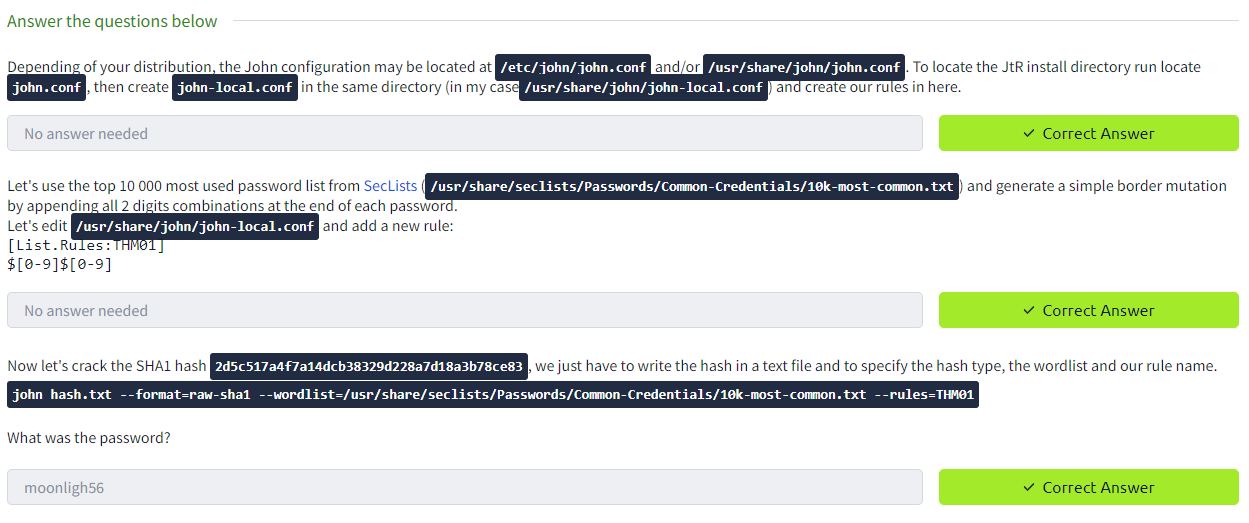 Answer the questions below
Depending of your distribution, the John configuration may be located at /etc/john/john.conf and/or /usr/share/john/john.conf. To locate the JtR install directory run locate
john.conf, then create john-local.conf in the same directory (in my case /usr/share/john/john-local.conf) and create our rules in here.
No answer needed
✓ Correct Answer
Let's use the top 10 000 most used password list from SecLists (/usr/share/seclists/Passwords/Common-Credentials/10k-most-common.txt) and generate a simple border mutation
by appending all 2 digits combinations at the end of each password.
Let's edit /usr/share/john/john-local.conf and add a new rule:
[List.Rules:THM01]
$[0-9]$[0-9]
No answer needed
✓ Correct Answer
Now let's crack the SHA1 hash 2d5c517a4f7a14dcb38329d228a7d18a3b78ce83, we just have to write the hash in a text file and to specify the hash type, the wordlist and our rule name.
john hash.txt --format=raw-sha1 --wordlist=/usr/share/seclists/Passwords/Common-Credentials/10k-most-common.txt --rules=THM01
What was the password?
moonligh56
✓ Correct Answer